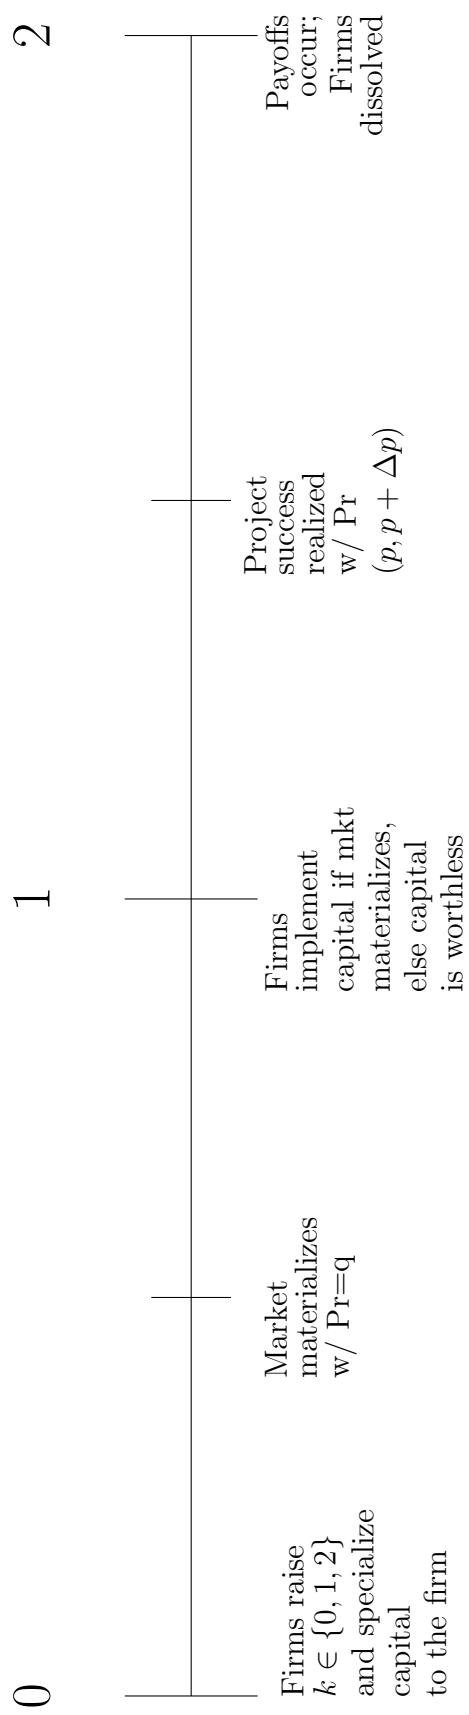 0
1
2
Firms raise
k ∈ {0, 1, 2}
and specialize
capital
to the firm
Market
materializes
w/ Pr=q
Firms
implement
capital if mkt
materializes,
else capital
is worthless
Project
success
realized
w/ Pr
(p, p + Δp)
Payoffs
occur;
Firms
dissolved